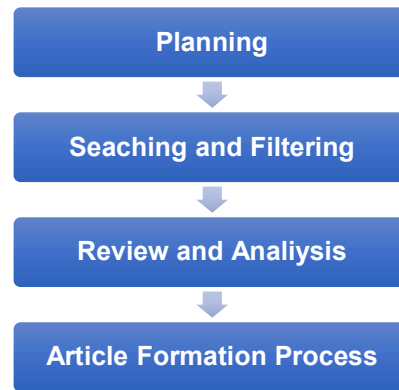 Planning
Seaching and Filtering
Review and Analiysis
Article Formation Process